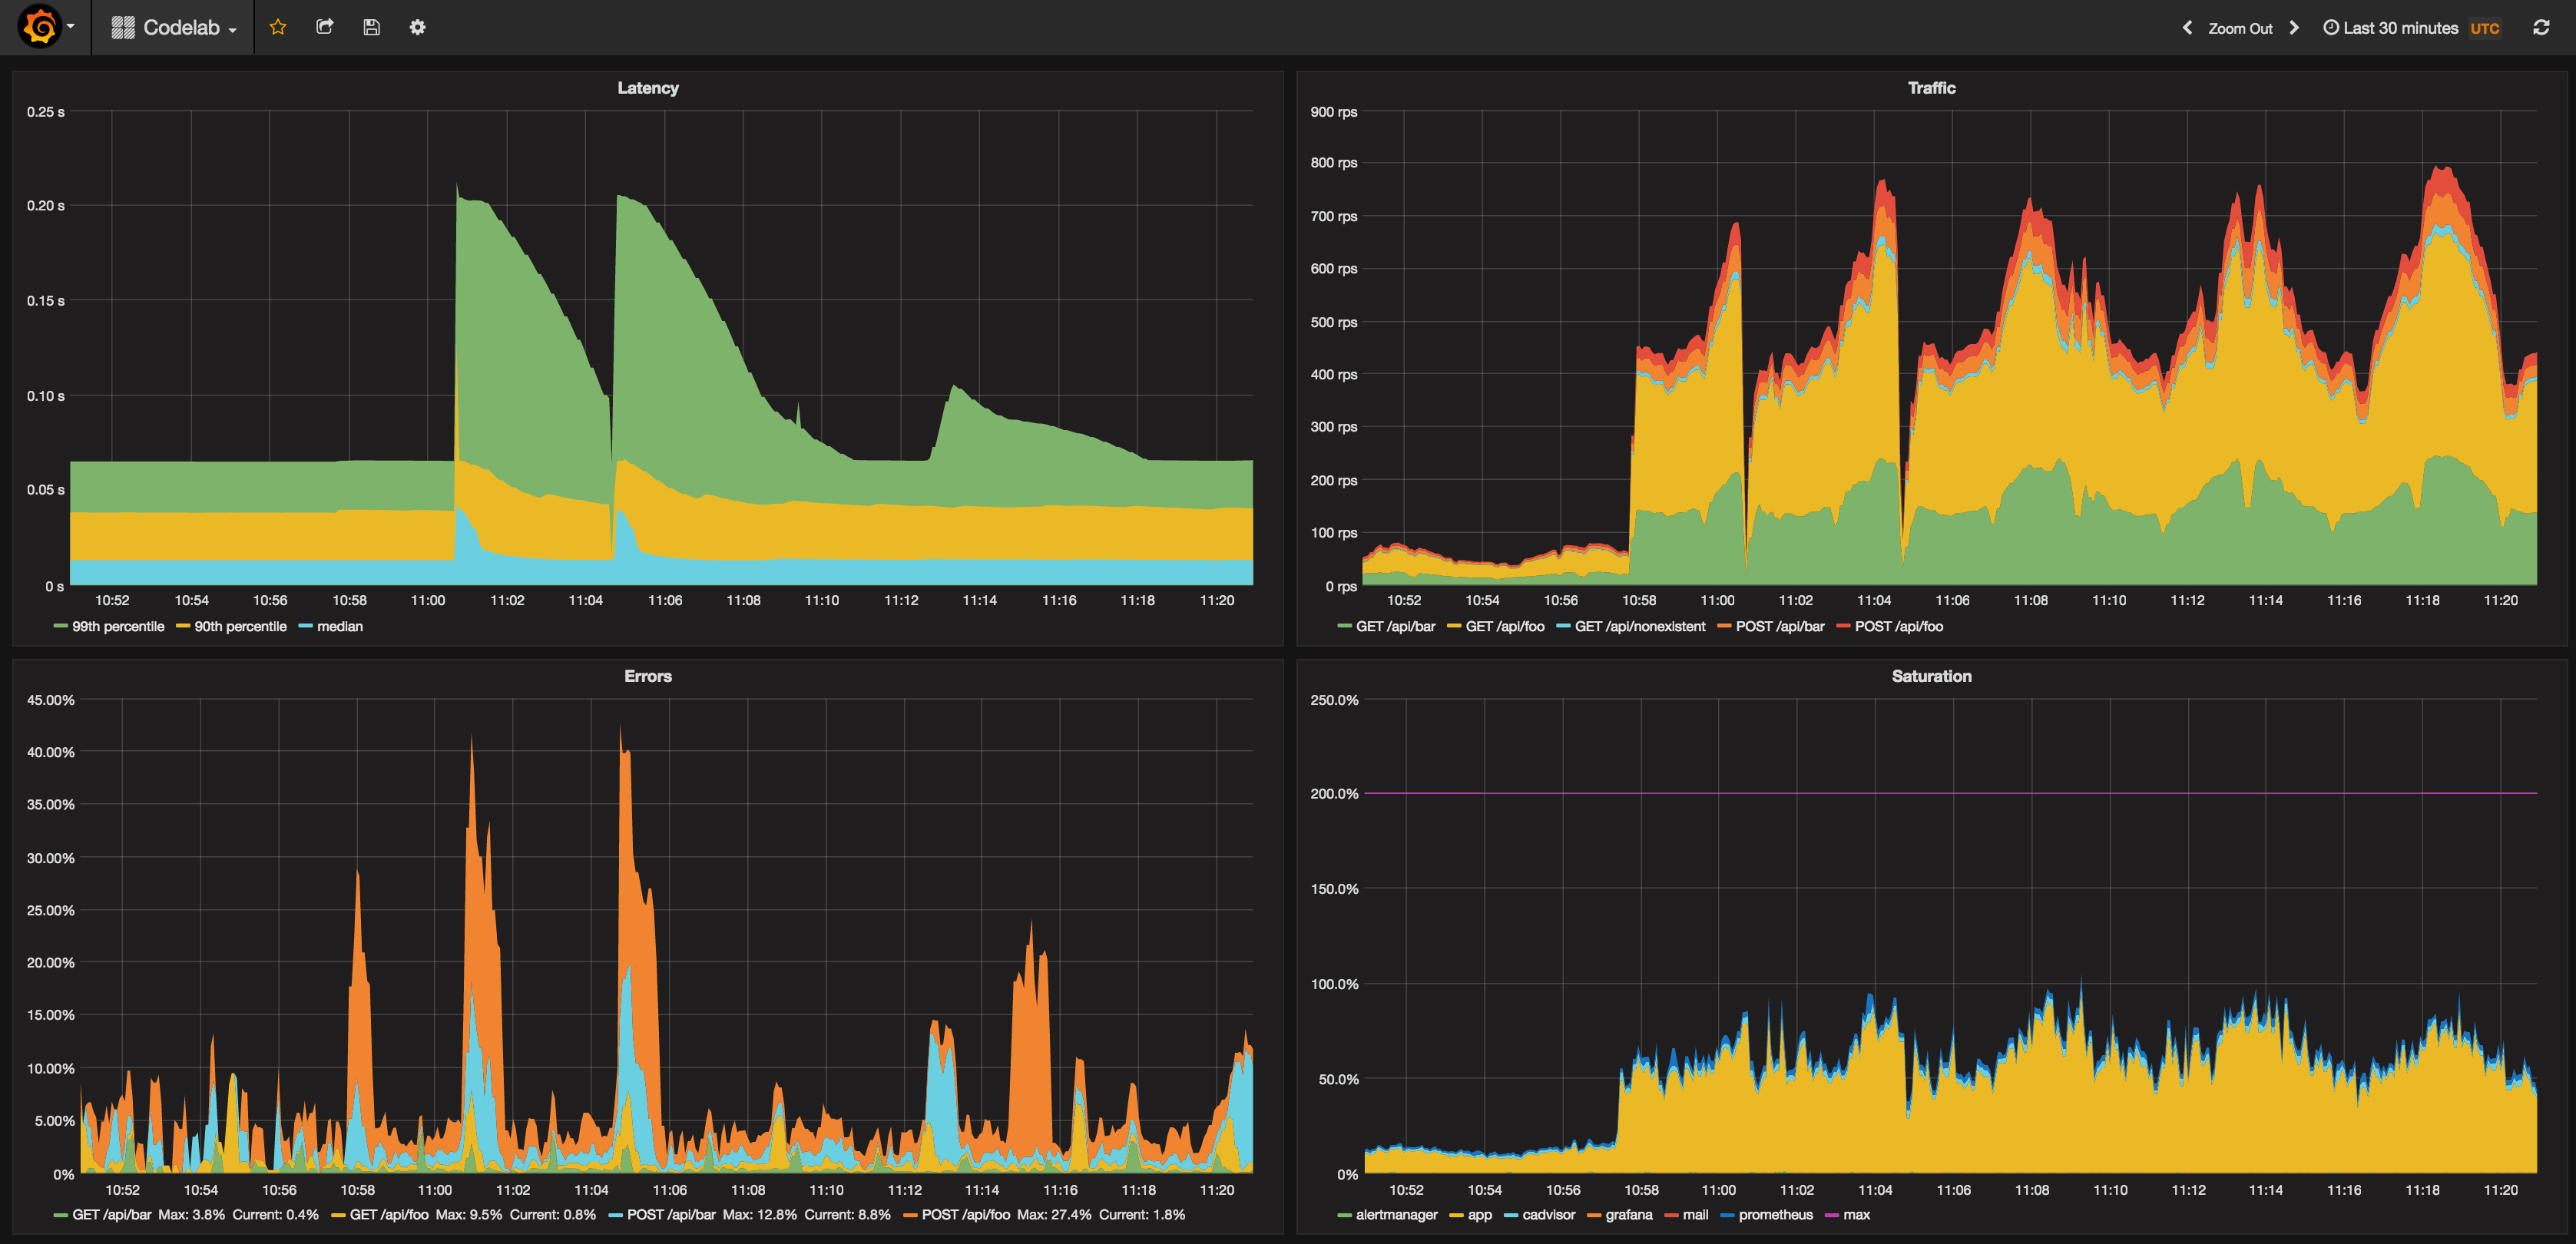 Codelab
Zoom Out Last 30 minutes UTC
Latency
0.25 s
0.20 s
0.15 s
0.10 s
0.05 s
0 s
10:52 10:54 10:56 10:58 11:00 11:02 11:04 11:06 11:08 11:10 11:12 11:14 11:16 11:18 11:20
99th percentile 90th percentile median
Traffic
900 rps
800 rps
700 rps
600 rps
500 rps
400 rps
300 rps
200 rps
100 rps
0 rps
10:52 10:54 10:56 10:58 11:00 11:02 11:04 11:06 11:08 11:10 11:12 11:14 11:16 11:18 11:20
GET /api/bar GET /api/foo GET /api/nonexistent POST /api/bar POST /api/foo
Errors
45.00%
40.00%
35.00%
30.00%
25.00%
20.00%
15.00%
10.00%
5.00%
0%
10:52 10:54 10:56 10:58 11:00 11:02 11:04 11:06 11:08 11:10 11:12 11:14 11:16 11:18 11:20
GET /api/bar Max: 3.8% Current: 0.4% GET /api/foo Max: 9.5% Current: 0.8% POST /api/bar Max: 12.8% Current: 8.8% POST /api/foo Max: 27.4% Current: 1.8%
Saturation
250.0%
200.0%
150.0%
100.0%
50.0%
0%
10:52 10:54 10:56 10:58 11:00 11:02 11:04 11:06 11:08 11:10 11:12 11:14 11:16 11:18 11:20
alertmanager app cadvisor grafana mail prometheus max